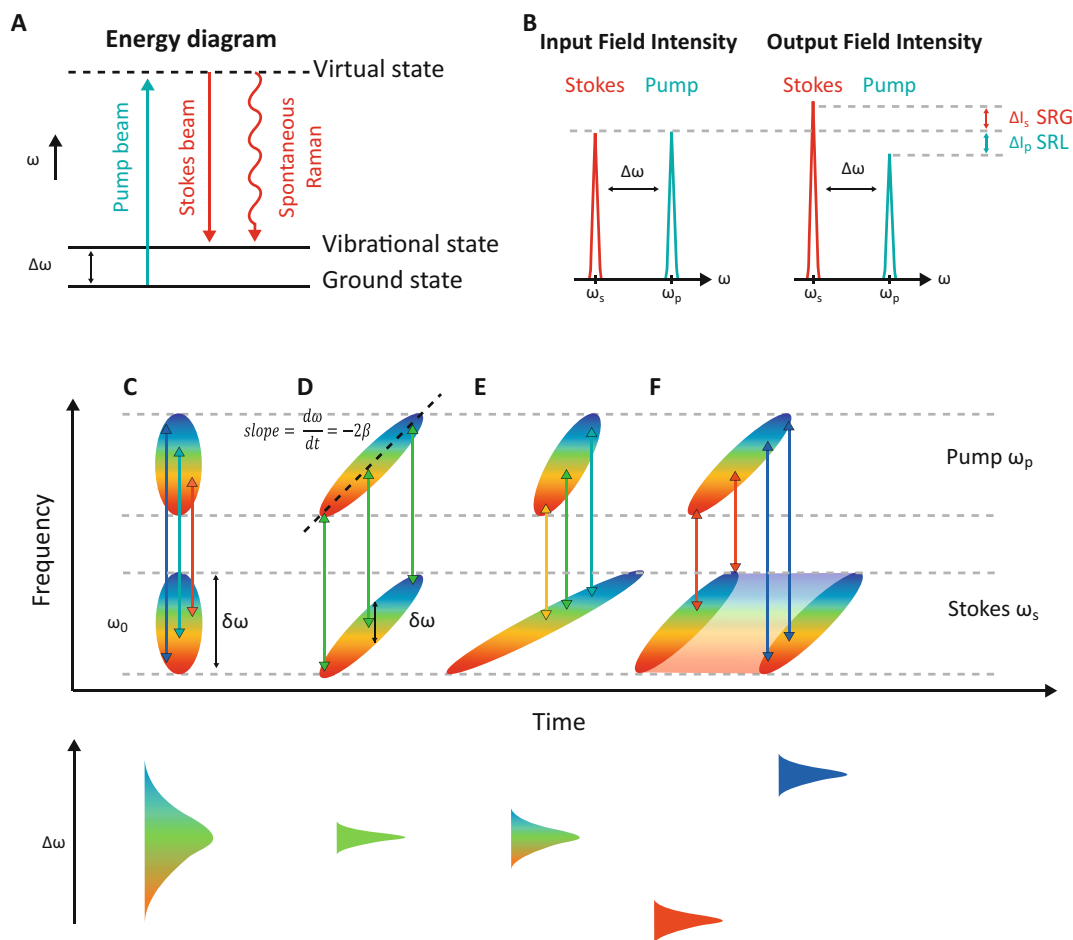 A
Energy diagram
Virtual state
ω
Pump beam
Stokes beam
Spontaneous
Raman
Vibrational state
Δω
Ground state
B
Input Field Intensity
Output Field Intensity
Stokes
Pump
Stokes
Pump
ΔIₛ SRG
ΔIₚ SRL
Δω
Δω
ωₛ
ωₚ
ω
ωₛ
ωₚ
ω
C
D
E
F
slope = dω/dt = −2β
Pump ωₚ
Frequency
ω₀
δω
δω
Stokes ωₛ
Time
Δω